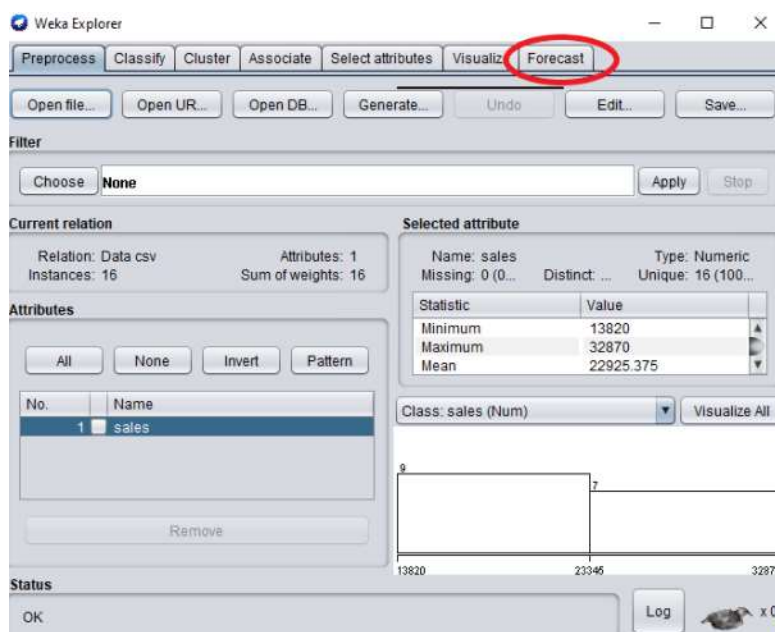 Weka Explorer
Preprocess Classify Cluster Associate Select attributes Visualiz Forecast
Open file... Open UR... Open DB... Generate... Undo Edit... Save...
Filter
Choose None Apply Stop
Current relation
Relation: Data csv Attributes: 1
Instances: 16 Sum of weights: 16
Selected attribute
Name: sales Type: Numeric
Missing: 0 (0... Distinct: ... Unique: 16 (100...
Statistic Value
Minimum 13820
Maximum 32870
Mean 22925.375
Attributes
All None Invert Pattern
No. Name
1 sales
Remove
Class: sales (Num) Visualize All
9
7
13820 23345 3287
Status
OK
Log x 0